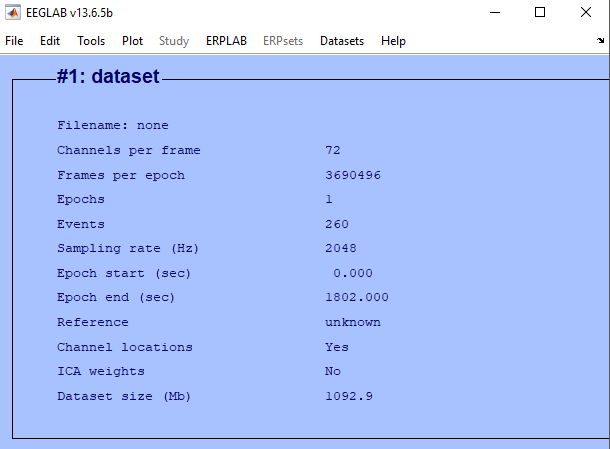 EEGLAB v13.6.5b
File Edit Tools Plot Study ERPLAB ERPsets Datasets Help
#1: dataset
Filename: none
Channels per frame 72
Frames per epoch 3690496
Epochs 1
Events 260
Sampling rate (Hz) 2048
Epoch start (sec) 0.000
Epoch end (sec) 1802.000
Reference unknown
Channel locations Yes
ICA weights No
Dataset size (Mb) 1092.9